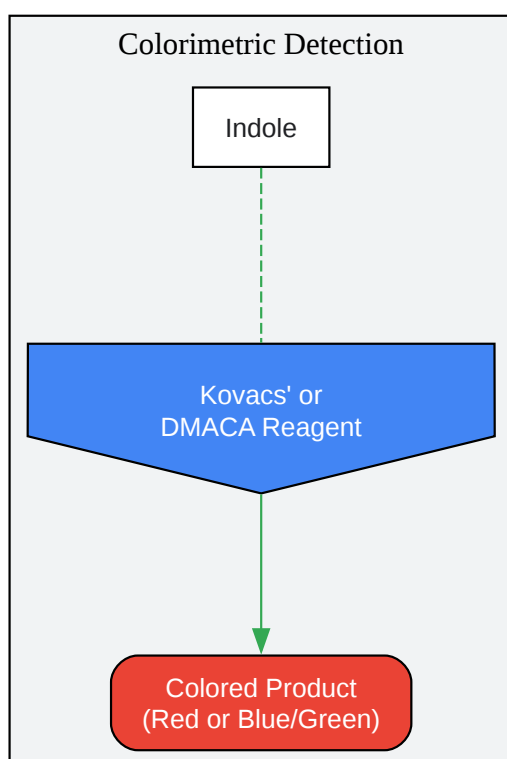 Colorimetric Detection
Indole
Kovacs' or
DMACA Reagent
Colored Product
(Red or Blue/Green)